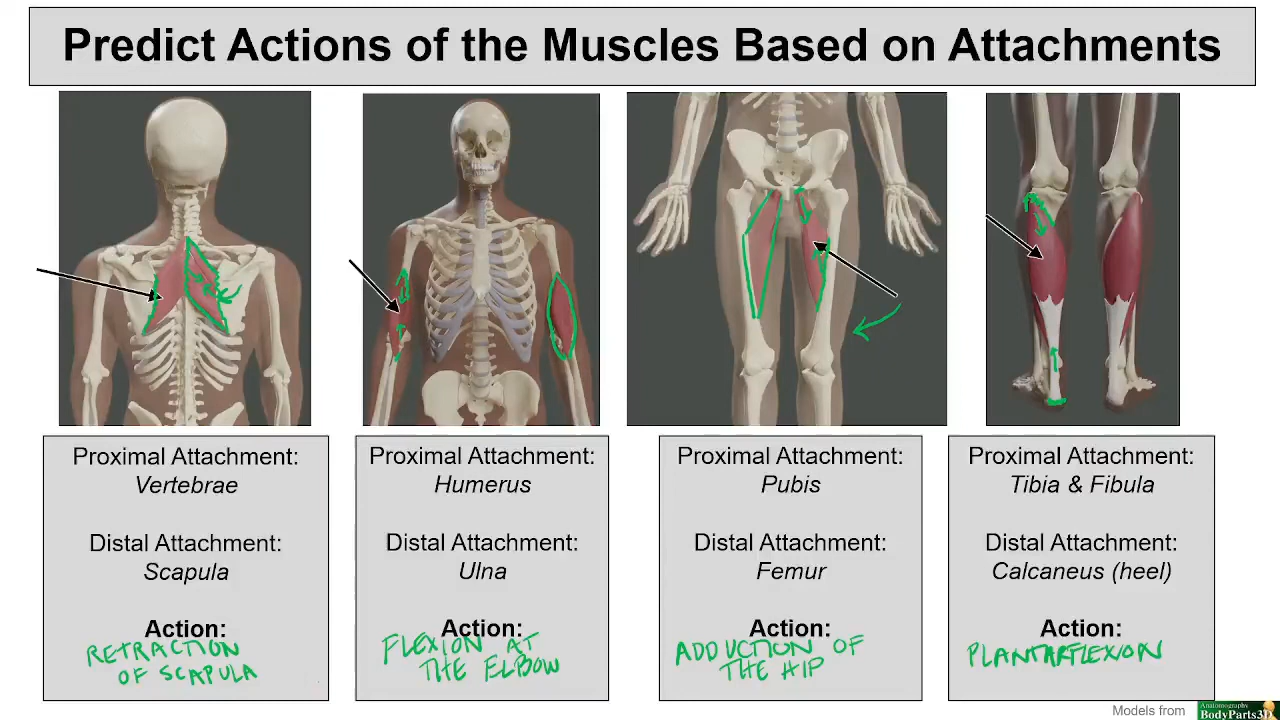 Predict Actions of the Muscles Based on Attachments
Proximal Attachment:
Vertebrae
Distal Attachment:
Scapula
Action:
RETRACTION
OF SCAPULA
Proximal Attachment:
Humerus
Distal Attachment:
Ulna
Action:
FLEXION AT
THE ELBOW
Proximal Attachment:
Pubis
Distal Attachment:
Femur
Action:
ADDUCTION OF
THE HIP
Proximal Attachment:
Tibia & Fibula
Distal Attachment:
Calcaneus (heel)
Action:
PLANTARFLEXION
Models from
Anatomography
BodyParts3D